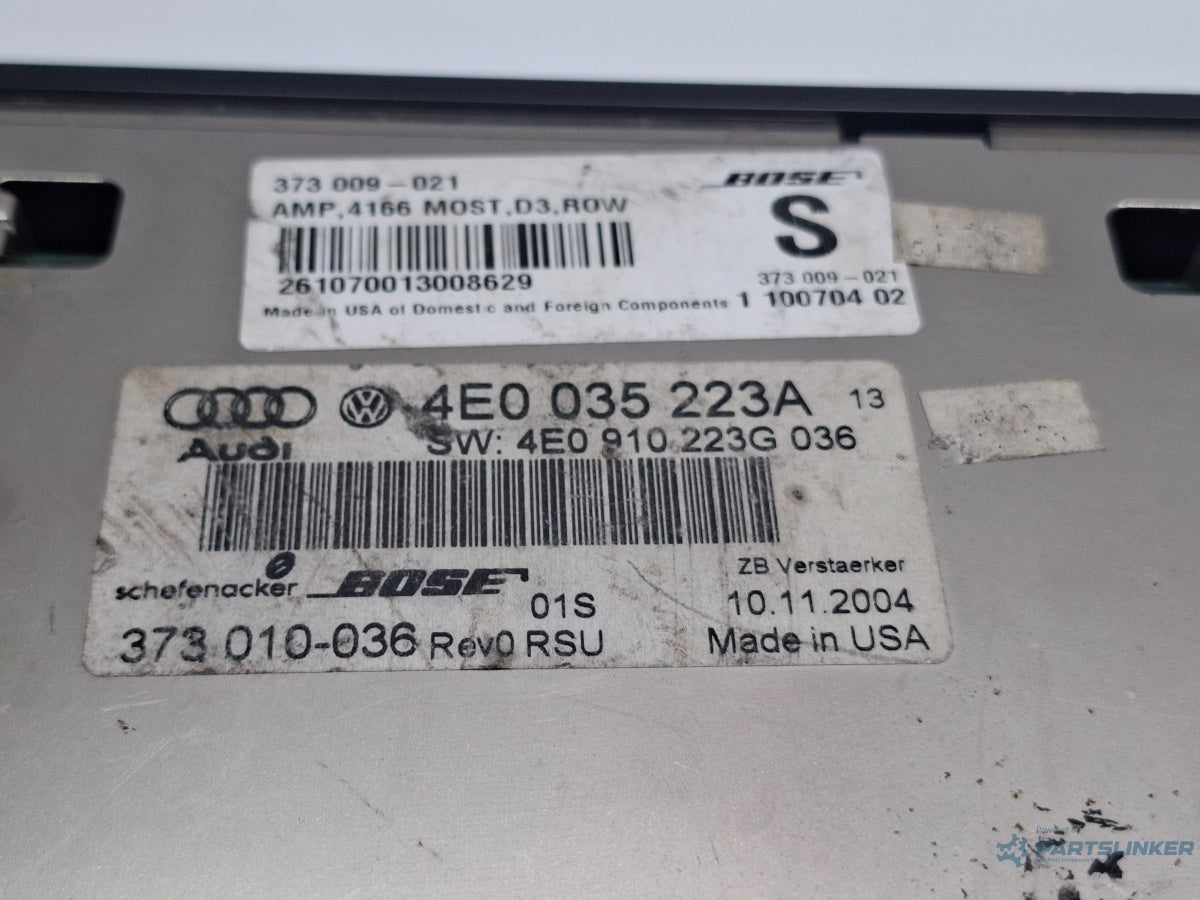 373 009-021
BOSE
AMP,4166 MOST,D3,ROW
S
261070013008629
373 009-021
Made in USA of Domestic and Foreign Components
1 100704 02
4E0 035 223A 13
Audi
SW: 4E0 910 223G 036
schefenacker
BOSE
01S
ZB Verstaerker
10.11.2004
373 010-036 Rev0 RSU
Made in USA
Powered by
PARTSLINKER